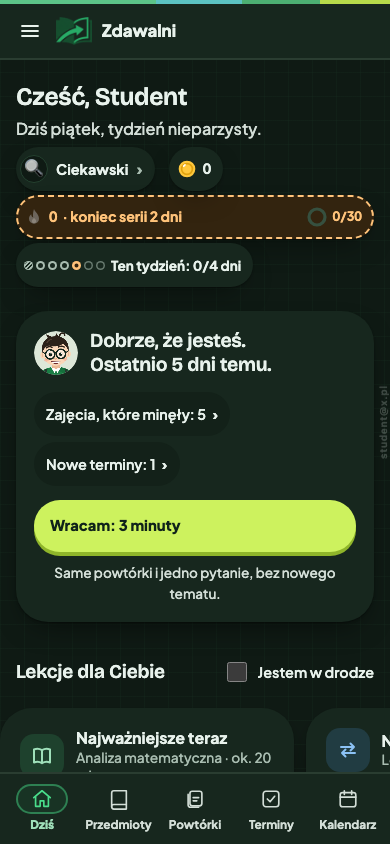 Zdawalni
Cześć, Student
Dziś piątek, tydzień nieparzysty.
Ciekawski ›
0
0 · koniec serii 2 dni
0/30
Ten tydzień: 0/4 dni
Dobrze, że jesteś.
Ostatnio 5 dni temu.
Zajęcia, które minęły: 5 ›
Nowe terminy: 1 ›
Wracam: 3 minuty
Same powtórki i jedno pytanie, bez nowego
tematu.
student@x.pl
Lekcje dla Ciebie
Jestem w drodze
Najważniejsze teraz
Analiza matematyczna · ok. 20
Dziś
Przedmioty
Powtórki
Terminy
Kalendarz